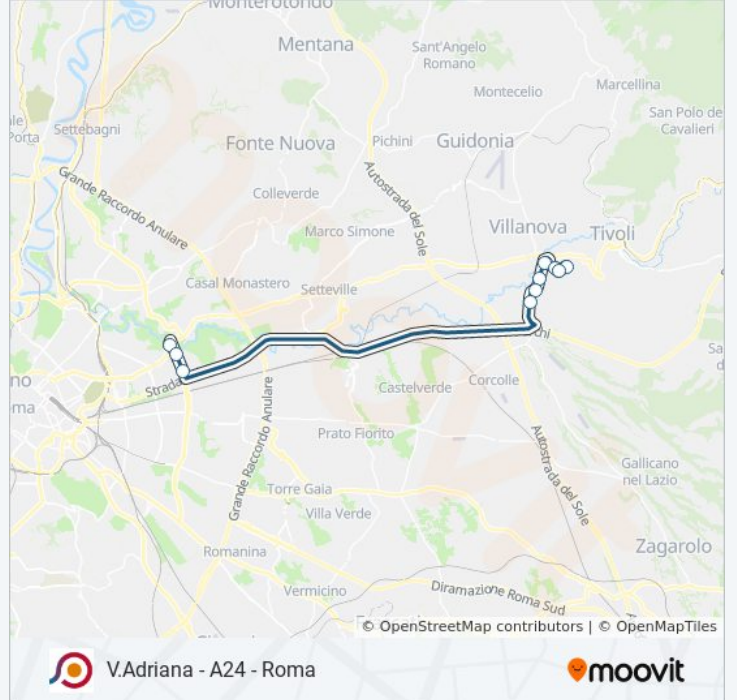 Monterotondo
Mentana
Sant'Angelo
Romano
Marcellina
Montecelio
San Polo de
Cavalieri
Porta
Settebagni
Fonte Nuova
Pichini
Guidonia
Grande Raccordo Anulare
Autostrada del Sole
Colleverde
Marco Simone
Villanova
Tivoli
Casal Monastero
Setteville
Strada
Castelverde
Corcolle
Prato Fiorito
Grande Raccordo Anulare
Autostrada del Sole
Gallicano
nel Lazio
Torre Gaia
Villa Verde
Romanina
Zagarolo
Vermicino
Diramazione Roma Sud
© OpenStreetMap contributors | © OpenMapTiles
V.Adriana - A24 - Roma
moovit